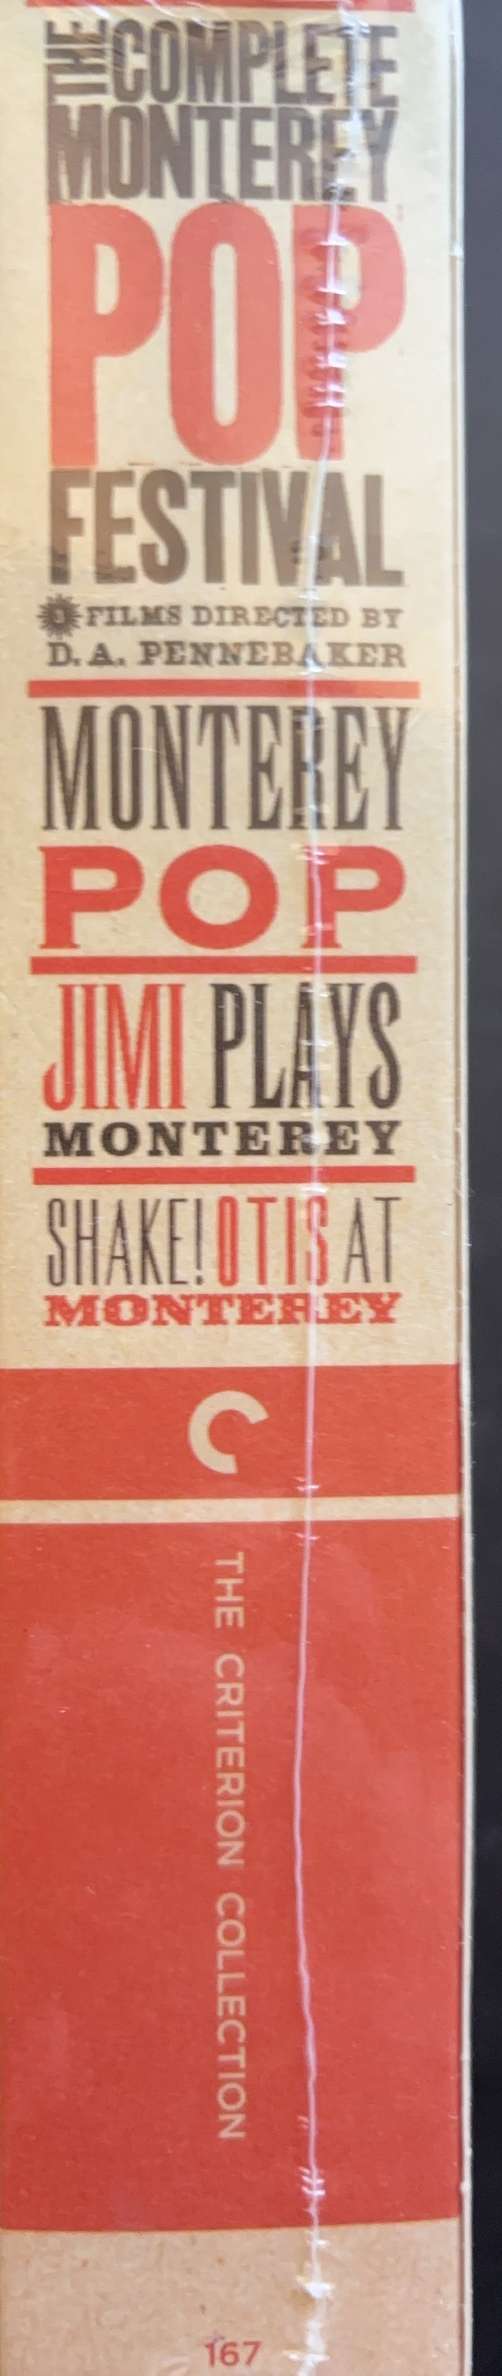 THE COMPLETE
MONTEREY
POP
FESTIVAL
3 FILMS DIRECTED BY
D.A. PENNEBAKER
MONTEREY
POP
JIMI PLAYS
MONTEREY
SHAKE! OTIS AT
MONTEREY
THE CRITERION COLLECTION
167